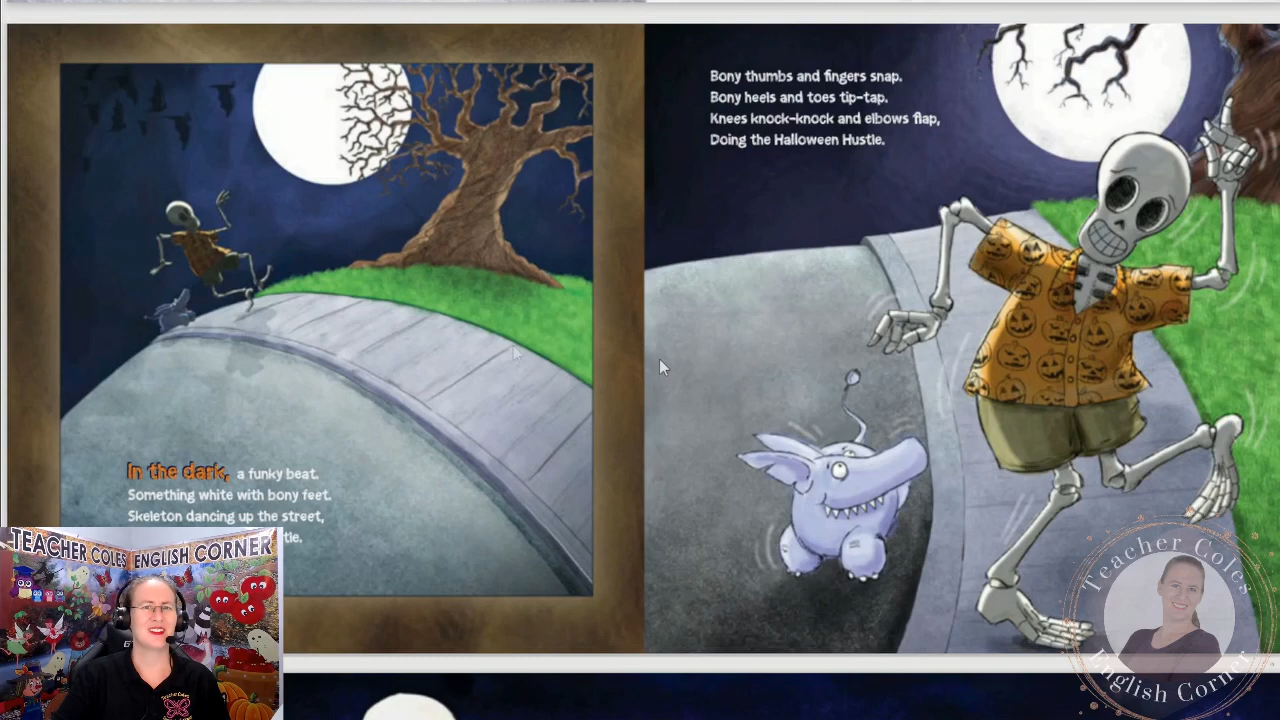 In the dark, a funky beat.
Something white with bony feet.
Skeleton dancing up the street,
tle.
Bony thumbs and fingers snap.
Bony heels and toes tip-tap.
Knees knock-knock and elbows flap,
Doing the Halloween Hustle.
TEACHER COLES ENGLISH CORNER
Teacher Coles
English Corner